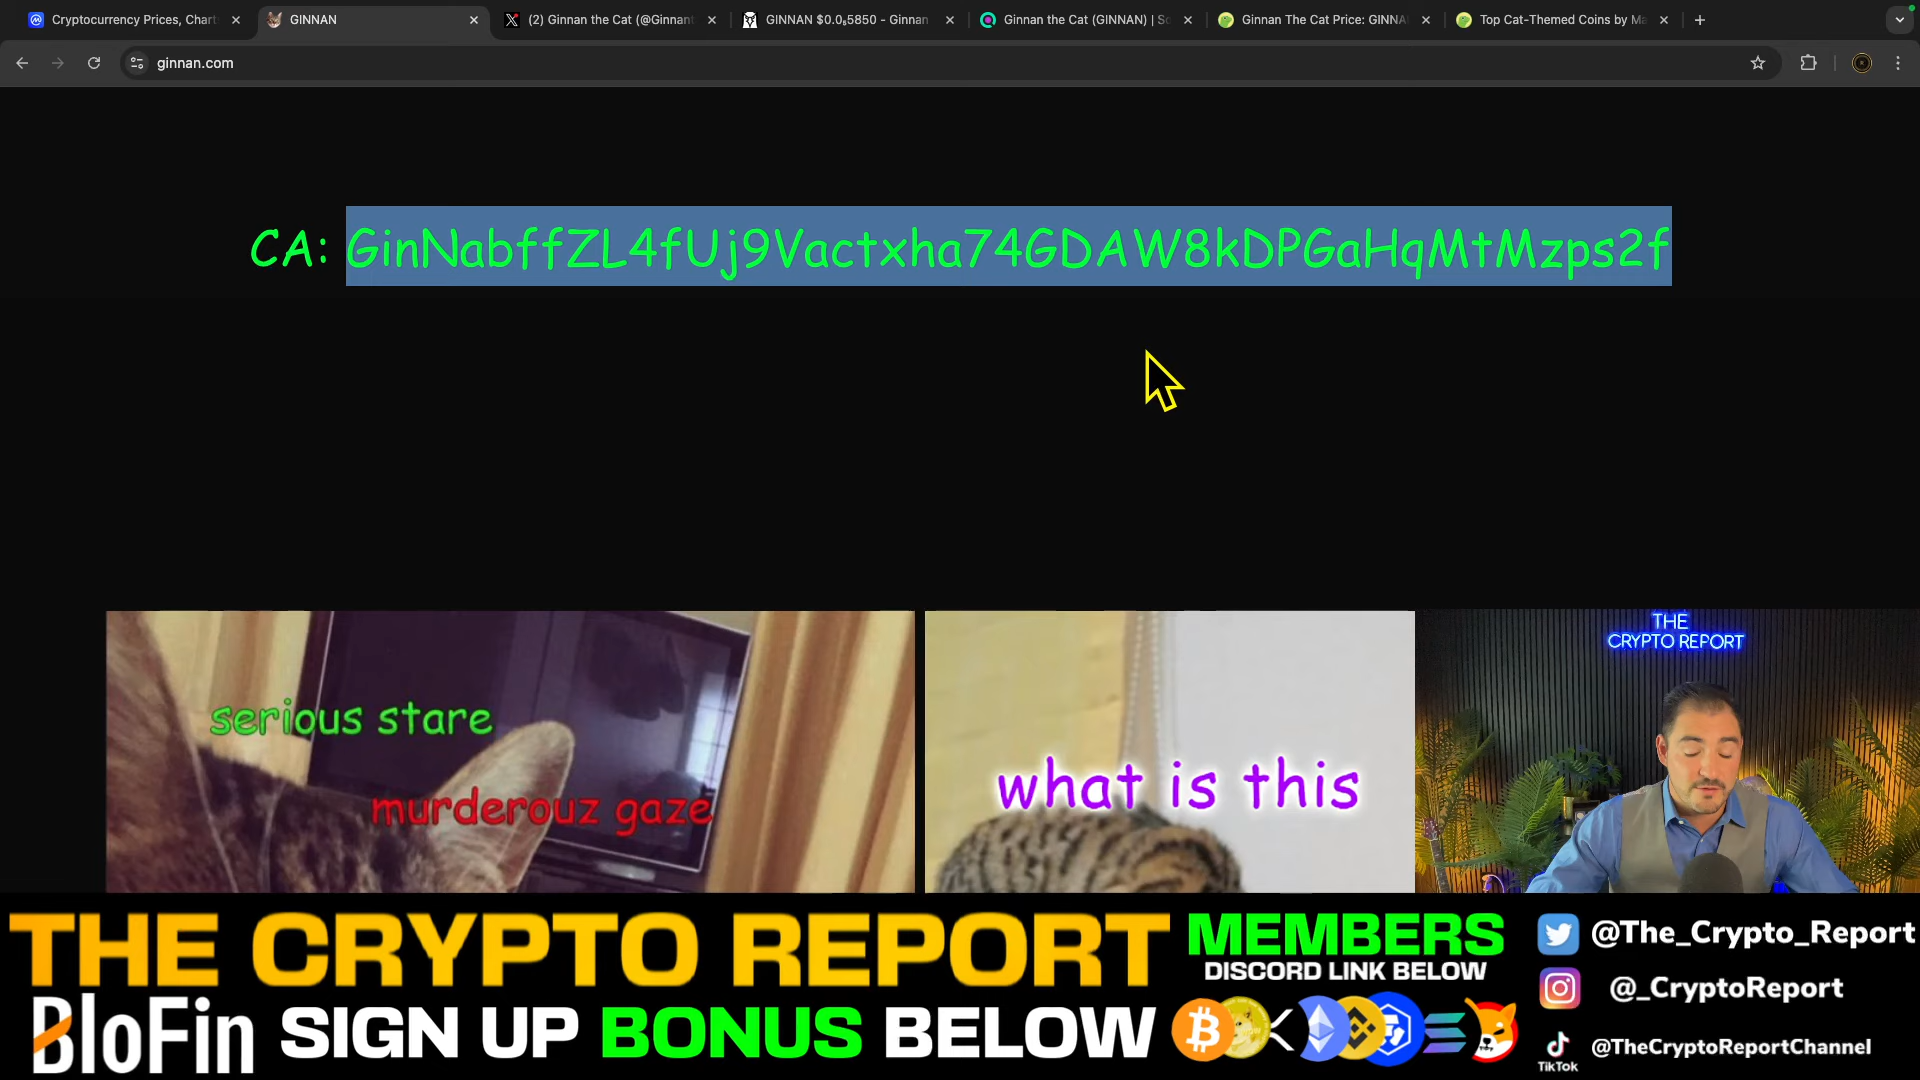 Cryptocurrency Prices, Chart
GINNAN
(2) Ginnan the Cat (@Ginnant
GINNAN $0.0₆5850 - Ginnan
Ginnan the Cat (GINNAN) | Sc
Ginnan The Cat Price: GINNA
Top Cat-Themed Coins by Ma
ginnan.com
CA: GinNabffZL4fUj9Vactxha74GDAW8kDPGaHqMtMzps2f
serious stare
murderouz gaze
what is this
THE
CRYPTO REPORT
THE CRYPTO REPORT
BloFin SIGN UP BONUS BELOW
MEMBERS
DISCORD LINK BELOW
@The_Crypto_Report
@_CryptoReport
TikTok
@TheCryptoReportChannel